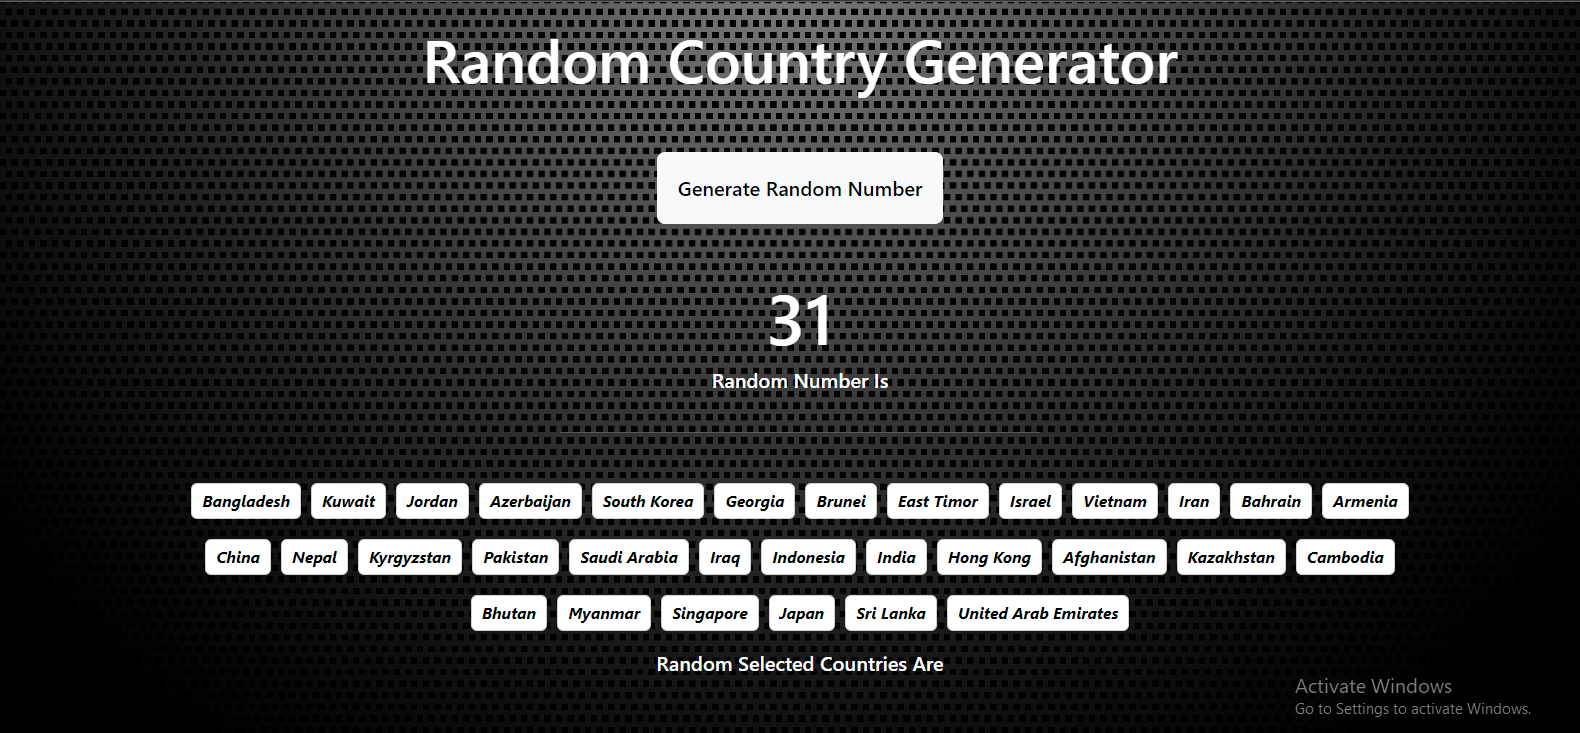 Random Country Generator
Generate Random Number
31
Random Number Is
Bangladesh Kuwait Jordan Azerbaijan South Korea Georgia Brunei East Timor Israel Vietnam Iran Bahrain Armenia
China Nepal Kyrgyzstan Pakistan Saudi Arabia Iraq Indonesia India Hong Kong Afghanistan Kazakhstan Cambodia
Bhutan Myanmar Singapore Japan Sri Lanka United Arab Emirates
Random Selected Countries Are
Activate Windows
Go to Settings to activate Windows.